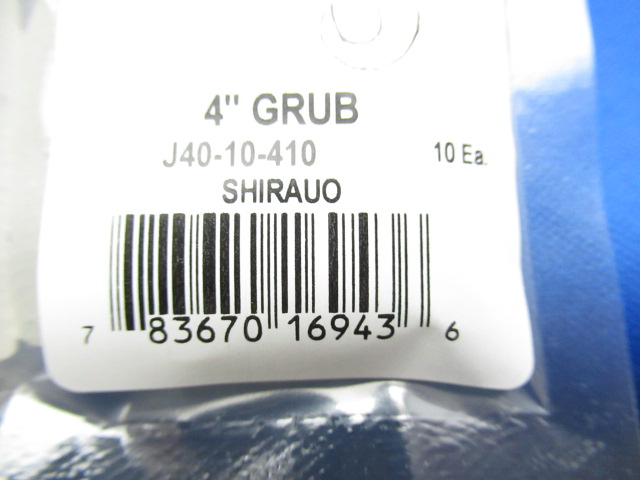 4" GRUB
J40-10-410 10 Ea.
SHIRAUO
7 83670 16943 6